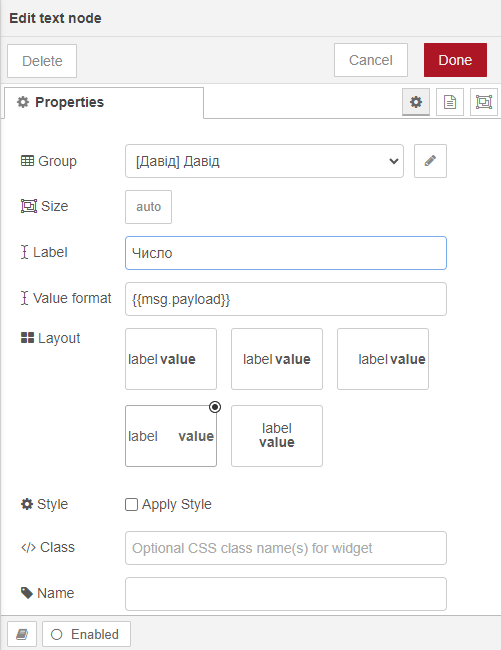 Edit text node
Delete
Cancel
Done
Properties
Group
[Давід] Давід
Size
auto
Label
Число
Value format
{{msg.payload}}
Layout
label value
label value
label value
label value
label
value
Style
Apply Style
Class
Optional CSS class name(s) for widget
Name
Enabled